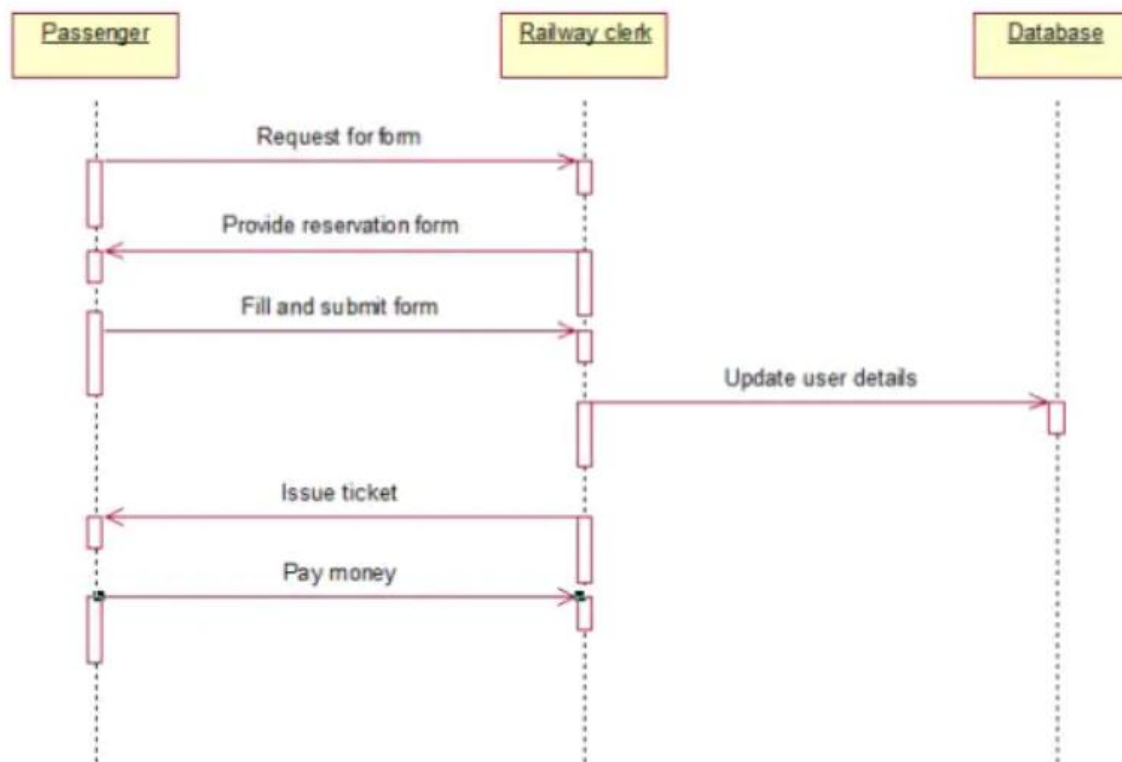 Passenger
Railway clerk
Database
Request for form
Provide reservation form
Fill and submit form
Update user details
Issue ticket
Pay money